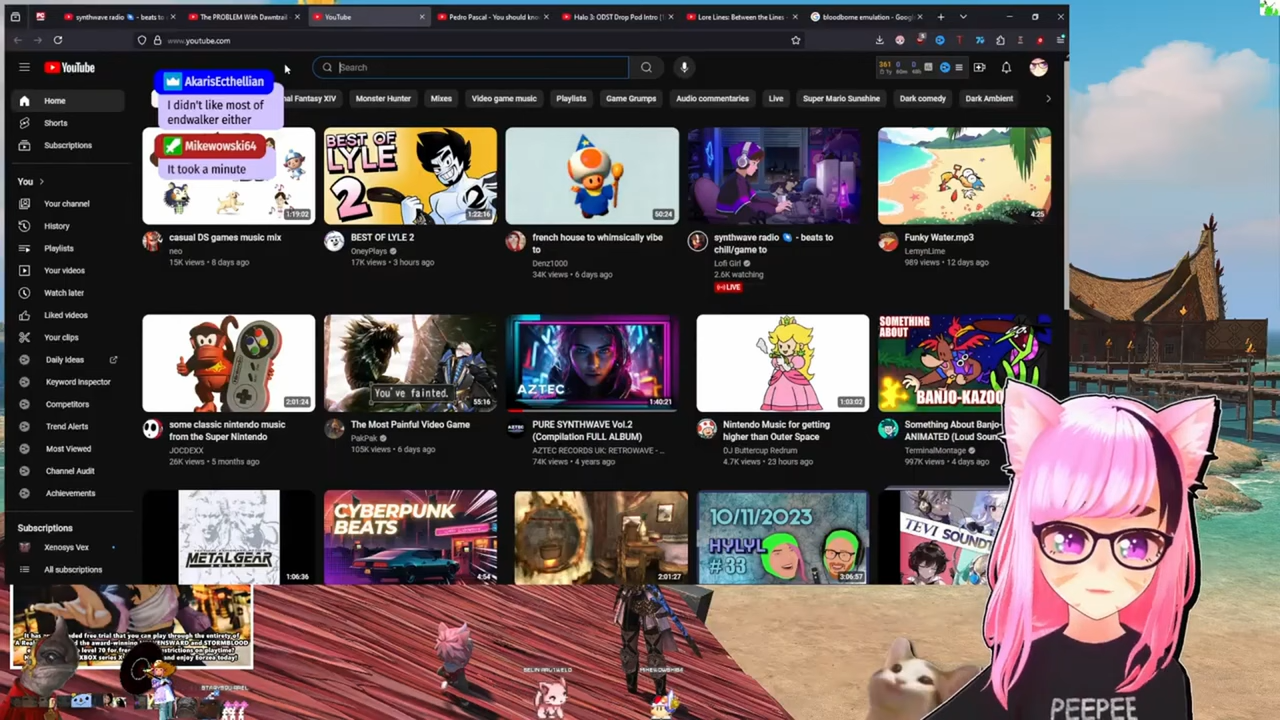 synthwave radio - beats to
The PROBLEM With Dawntrail
YouTube
Pedro Pascal - You should know
Halo 3: ODST Drop Pod Intro
Lore Lines: Between the Lines
bloodborne emulation - Goog
www.youtube.com
YouTube
Search
AkarisEcthellian
I didn't like most of
endwalker either
Mikewowski64
It took a minute
al Fantasy XIV
Monster Hunter
Mixes
Video game music
Playlists
Game Grumps
Audio commentaries
Live
Super Mario Sunshine
Dark comedy
Dark Ambient
Home
Shorts
Subscriptions
You
Your channel
History
Playlists
Your videos
Watch later
Liked videos
Your clips
Daily Ideas
Keyword Inspector
Competitors
Trend Alerts
Most Viewed
Channel Audit
Achievements
Subscriptions
Xenosys Vex
All subscriptions
1:19:02
casual DS games music mix
neo
15K views • 8 days ago
BEST OF
LYLE
2
1:22:16
BEST OF LYLE 2
OneyPlays
17K views • 3 hours ago
50:24
french house to whimsically vibe
to
Denz1000
34K views • 6 days ago
synthwave radio - beats to
chill/game to
Lofi Girl
2.6K watching
LIVE
4:25
Funky Water.mp3
LemynLime
989 views • 12 days ago
2:01:24
some classic nintendo music
from the Super Nintendo
JOCDEXX
26K views • 5 months ago
You've fainted.
55:16
The Most Painful Video Game
PakPak
105K views • 6 days ago
AZTEC
1:40:21
PURE SYNTHWAVE Vol.2
(Compilation FULL ALBUM)
AZTEC RECORDS UK: RETROWAVE - ...
74K views • 4 years ago
1:03:02
Nintendo Music for getting
higher than Outer Space
DJ Buttercup Redrum
4.7K views • 23 hours ago
SOMETHING
ABOUT
BANJO-KAZOO
Something About Banjo
ANIMATED (Loud Soun
TerminalMontage
997K views • 4 days ago
METAL GEAR
1:06:36
CYBERPUNK
BEATS
4:54
2:01:27
10/11/2023
HYLYL
#33
3:06:57
TEVI SOUNDT
PEEPEE